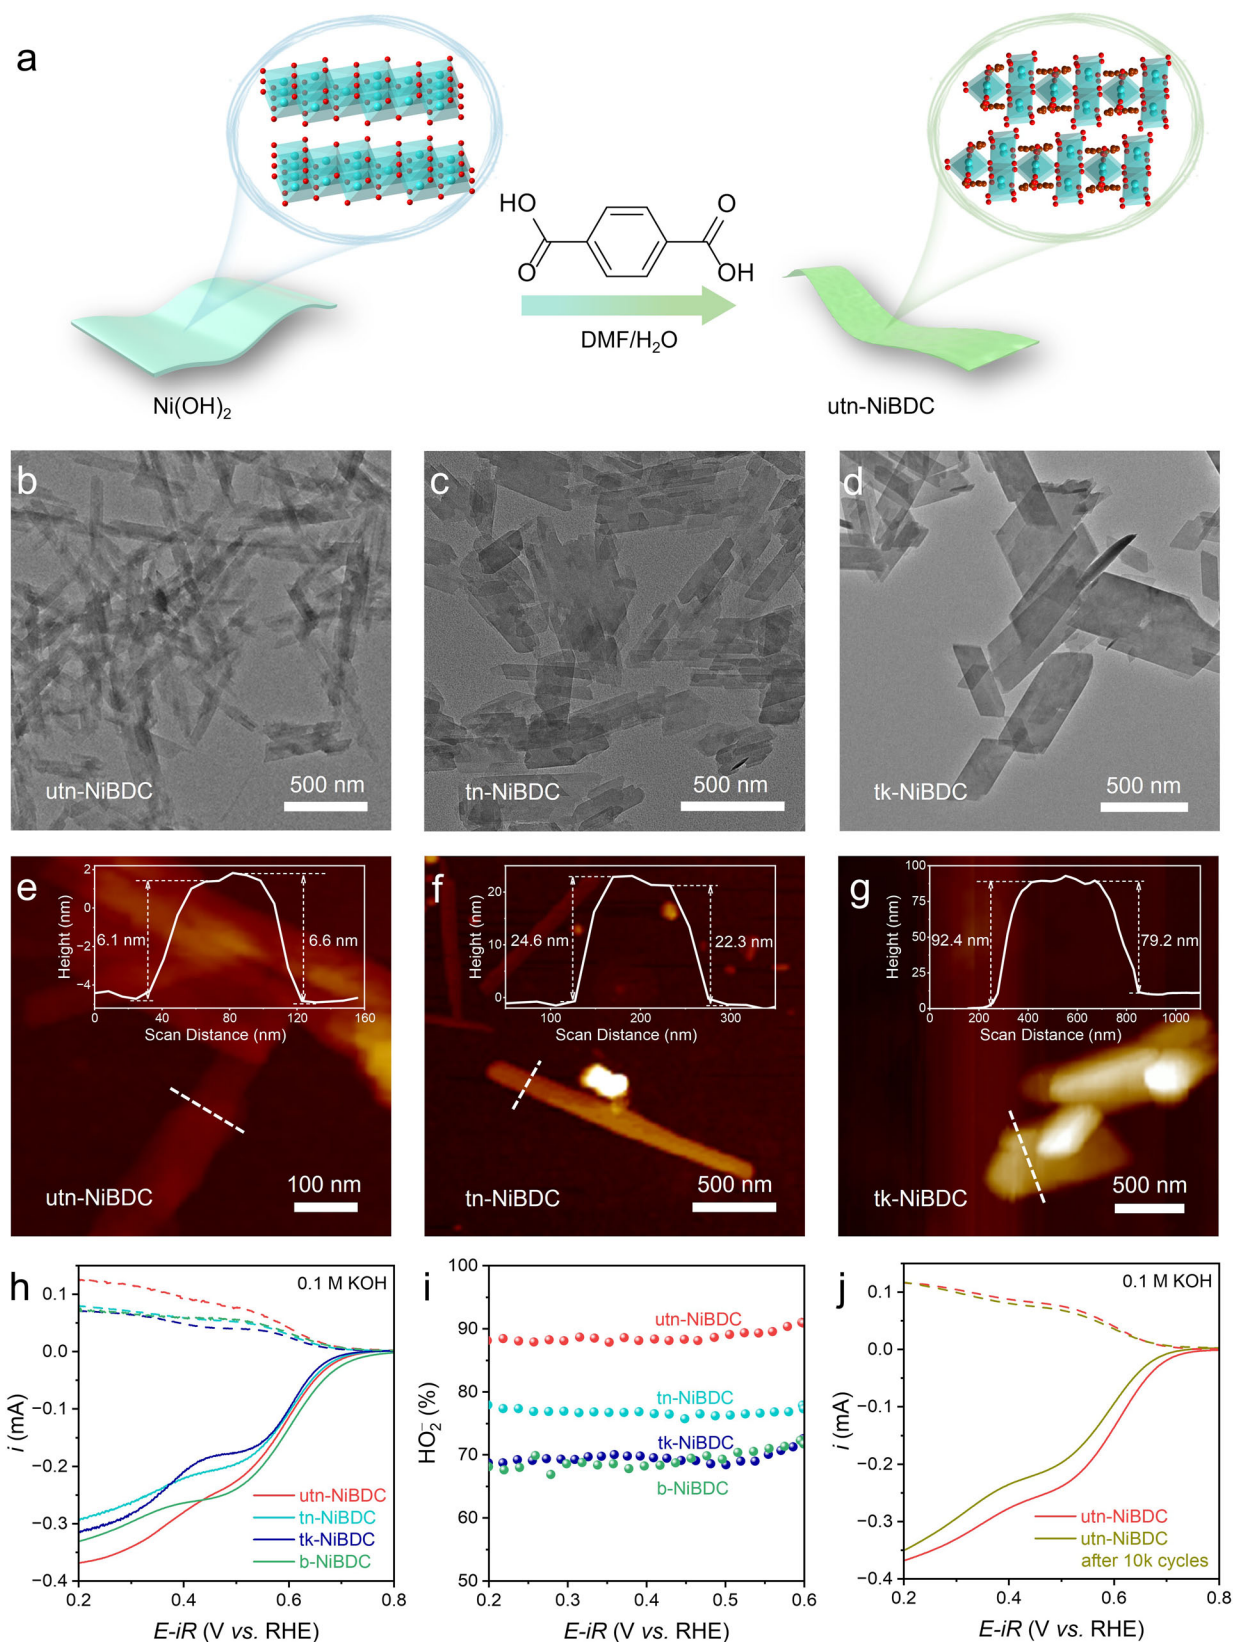 a
HO
O
O
OH
DMF/H₂O
Ni(OH)₂
utn-NiBDC
b
utn-NiBDC
500 nm
c
tn-NiBDC
500 nm
d
tk-NiBDC
500 nm
e
Height (nm)
2
0
−2
−4
6.1 nm
6.6 nm
0 40 80 120 160
Scan Distance (nm)
utn-NiBDC
100 nm
f
Height (nm)
20
10
0
24.6 nm
22.3 nm
100 200 300
Scan Distance (nm)
tn-NiBDC
500 nm
g
Height (nm)
100
75
50
25
0
92.4 nm
79.2 nm
0 200 400 600 800 1000
Scan Distance (nm)
tk-NiBDC
500 nm
h
0.1 M KOH
i (mA)
0.1
0.0
−0.1
−0.2
−0.3
−0.4
utn-NiBDC
tn-NiBDC
tk-NiBDC
b-NiBDC
0.2 0.4 0.6 0.8
E-iR (V vs. RHE)
i
HO₂⁻ (%)
100
90
80
70
60
50
utn-NiBDC
tn-NiBDC
tk-NiBDC
b-NiBDC
0.2 0.3 0.4 0.5 0.6
E-iR (V vs. RHE)
j
0.1 M KOH
i (mA)
0.1
0.0
−0.1
−0.2
−0.3
−0.4
utn-NiBDC
utn-NiBDC
after 10k cycles
0.2 0.4 0.6 0.8
E-iR (V vs. RHE)